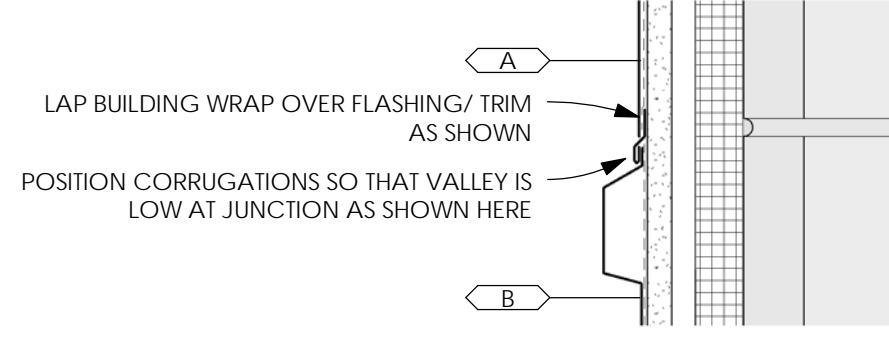 A
LAP BUILDING WRAP OVER FLASHING/ TRIM
AS SHOWN
POSITION CORRUGATIONS SO THAT VALLEY IS
LOW AT JUNCTION AS SHOWN HERE
B